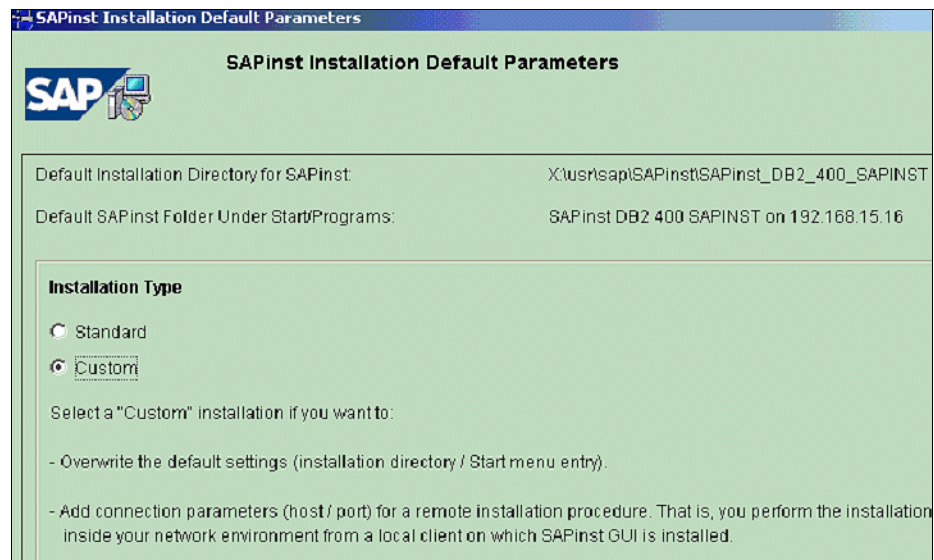 SAPinst Installation Default Parameters
SAPinst Installation Default Parameters
SAP
Default Installation Directory for SAPinst: X:\usr\sap\SAPinst\SAPinst_DB2_400_SAPINST
Default SAPinst Folder Under Start/Programs: SAPinst DB2 400 SAPINST on 192.168.15.16
Installation Type
Standard
Custom
Select a "Custom" installation if you want to:
- Overwrite the default settings (installation directory / Start menu entry).
- Add connection parameters (host / port) for a remote installation procedure. That is, you perform the installation
inside your network environment from a local client on which SAPinst GUI is installed.